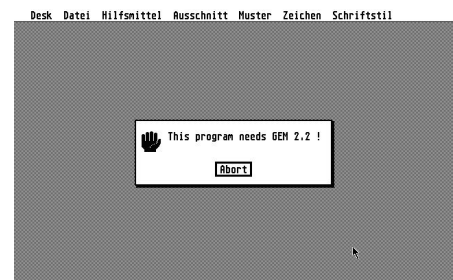 Desk Datei Hilfsmittel Ausschnitt Muster Zeichen Schriftstil
This program needs GEM 2.2 !
Abort